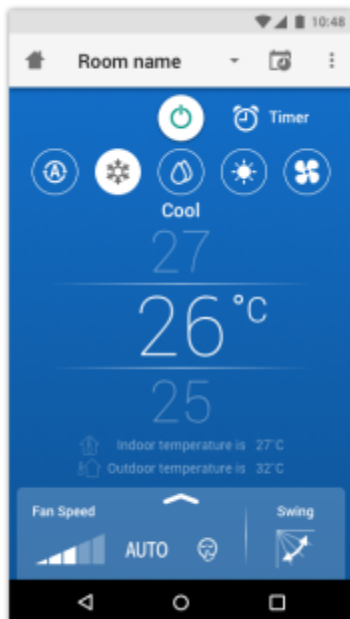 10:48
Room name
Timer
A
Cool
27
26°C
25
Indoor temperature is 27°C
Outdoor temperature is 32°C
Fan Speed
Swing
AUTO